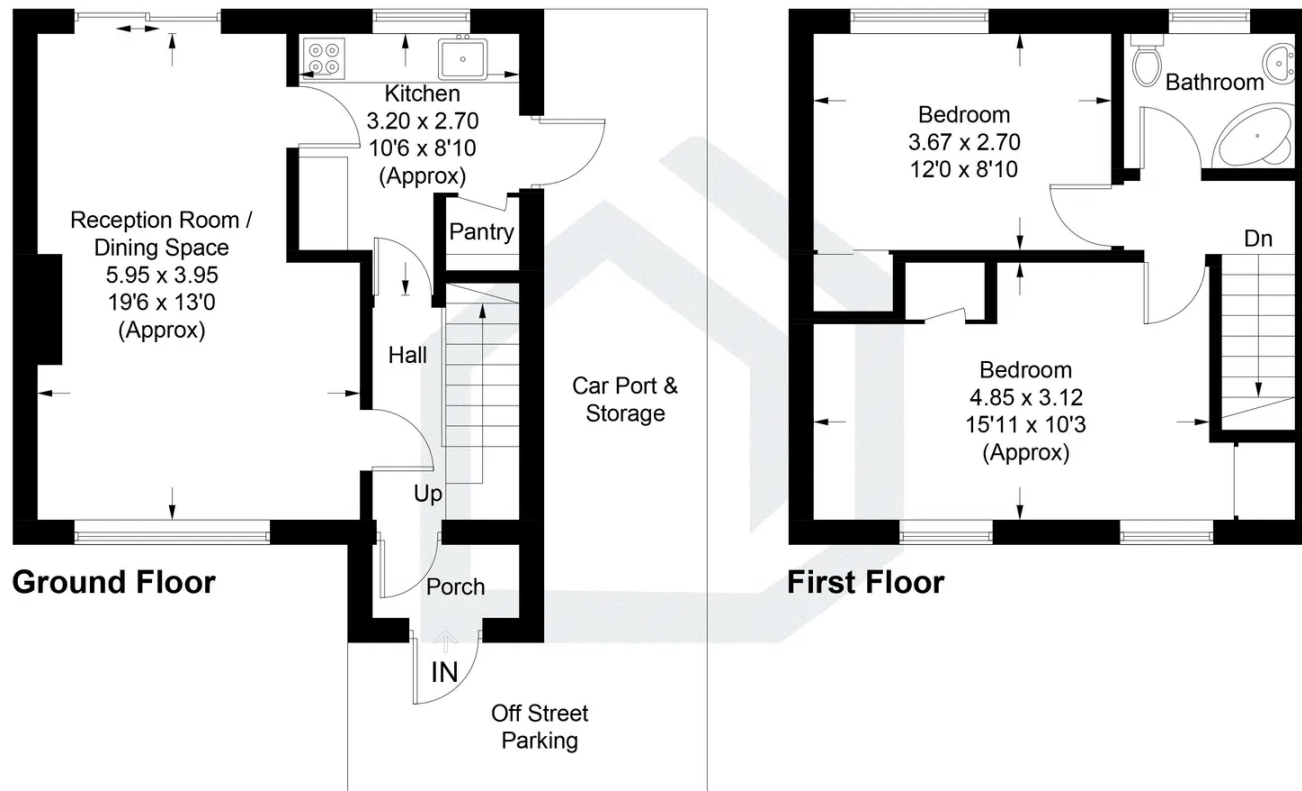 Kitchen
3.20 x 2.70
10'6 x 8'10
(Approx)
Reception Room /
Dining Space
5.95 x 3.95
19'6 x 13'0
(Approx)
Pantry
Hall
Up
Porch
IN
Car Port &
Storage
Off Street
Parking
Ground Floor
Bedroom
3.67 x 2.70
12'0 x 8'10
Bathroom
Dn
Bedroom
4.85 x 3.12
15'11 x 10'3
(Approx)
First Floor